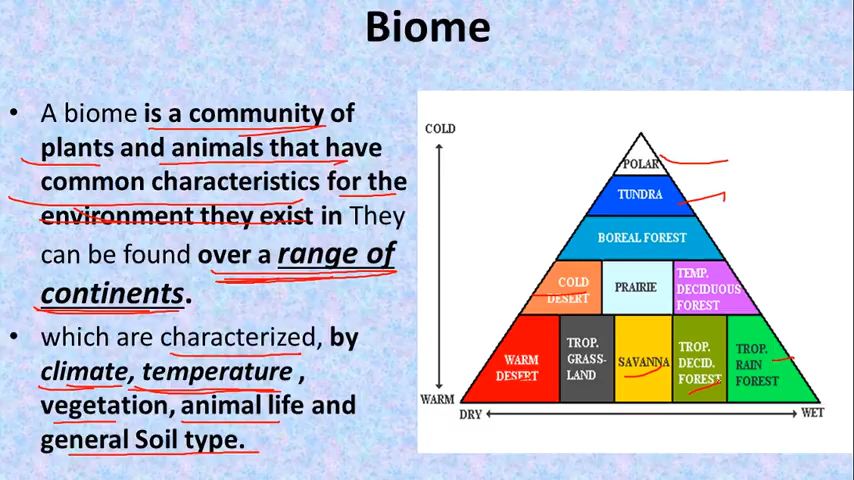 Biome
• A biome is a community of
plants and animals that have
common characteristics for the
environment they exist in They
can be found over a range of
continents.
• which are characterized, by
climate, temperature ,
vegetation, animal life and
general Soil type.
COLD
POLAR
TUNDRA
BOREAL FOREST
COLD
DESERT
PRAIRIE
TEMP.
DECIDUOUS
FOREST
WARM
DESERT
TROP.
GRASS-
LAND
SAVANNA
TROP.
DECID.
FOREST
TROP.
RAIN
FOREST
WARM
DRY
WET